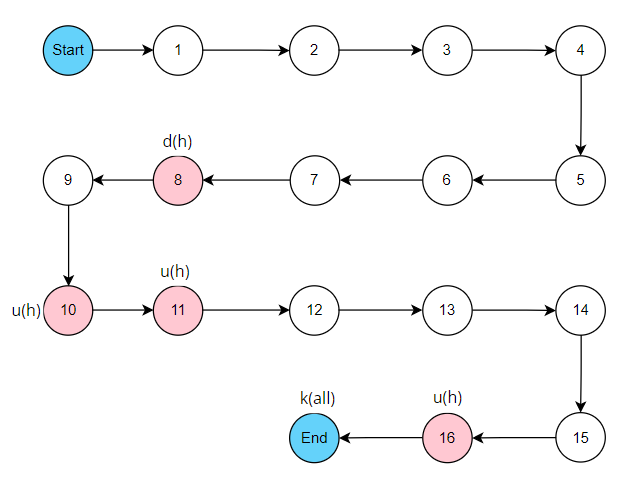 Start 1 2 3 4
d(h)
9 8 7 6 5
u(h)
u(h) 10 11 12 13 14
k(all) u(h)
End 16 15